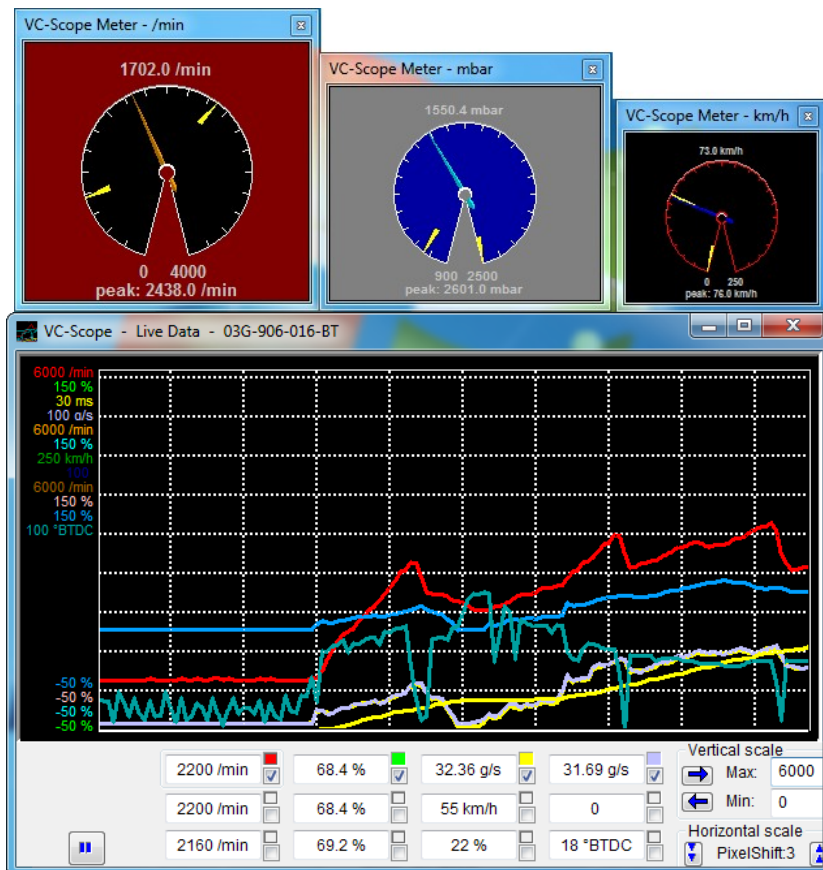 VC-Scope Meter - /min
1702.0 /min
0 4000
peak: 2438.0 /min
VC-Scope Meter - mbar
1550.4 mbar
900 2500
peak: 2601.0 mbar
VC-Scope Meter - km/h
73.0 km/h
0 250
peak: 76.0 km/h
VC-Scope - Live Data - 03G-906-016-BT
6000 /min
150 %
30 ms
100 g/s
6000 /min
150 %
250 km/h
100
6000 /min
150 %
150 %
100 °BTDC
-50 %
-50 %
-50 %
-50 %
2200 /min 68.4 % 32.36 g/s 31.69 g/s
2200 /min 68.4 % 55 km/h 0
2160 /min 69.2 % 22 % 18 °BTDC
Vertical scale
Max: 6000
Min: 0
Horizontal scale
PixelShift:3